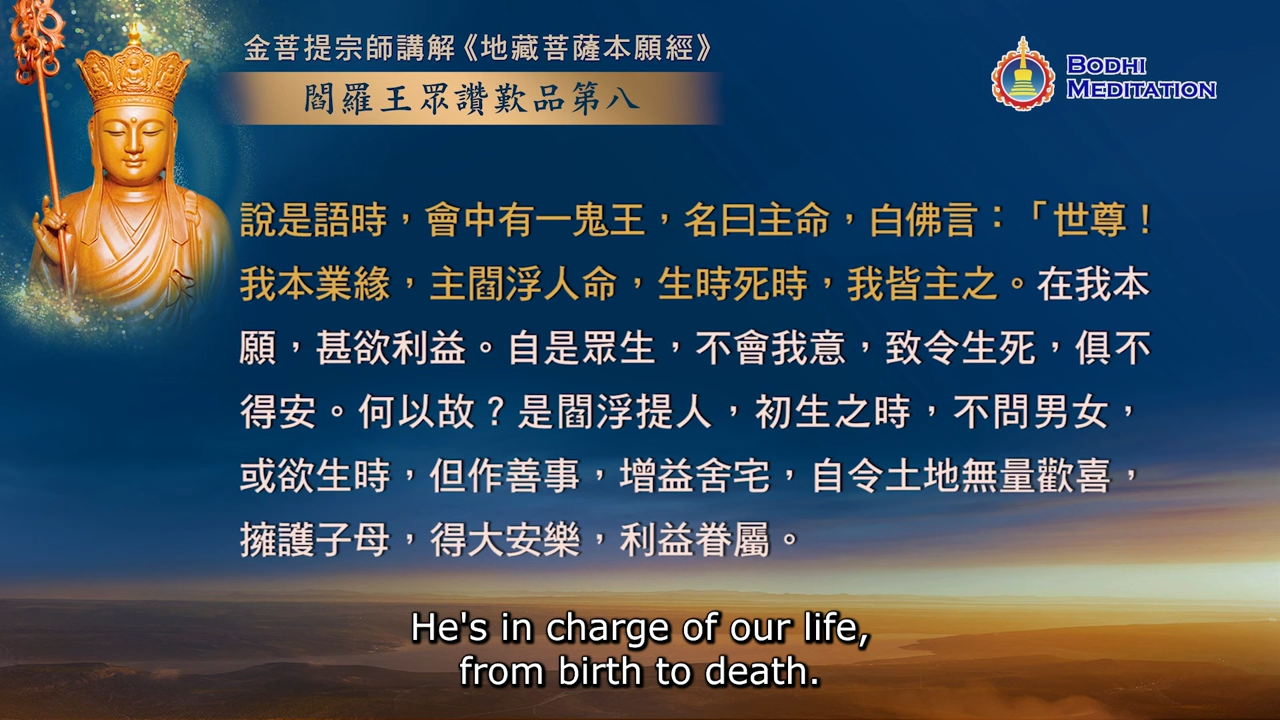 金菩提宗師講解《地藏菩薩本願經》
閻羅王眾讚歎品第八
BODHI
MEDITATION
說是語時，會中有一鬼王，名曰主命，白佛言：「世尊！
我本業緣，主閻浮人命，生時死時，我皆主之。在我本
願，甚欲利益。自是眾生，不會我意，致令生死，俱不
得安。何以故？是閻浮提人，初生之時，不問男女，
或欲生時，但作善事，增益舍宅，自令土地無量歡喜，
擁護子母，得大安樂，利益眷屬。
He's in charge of our life,
from birth to death.